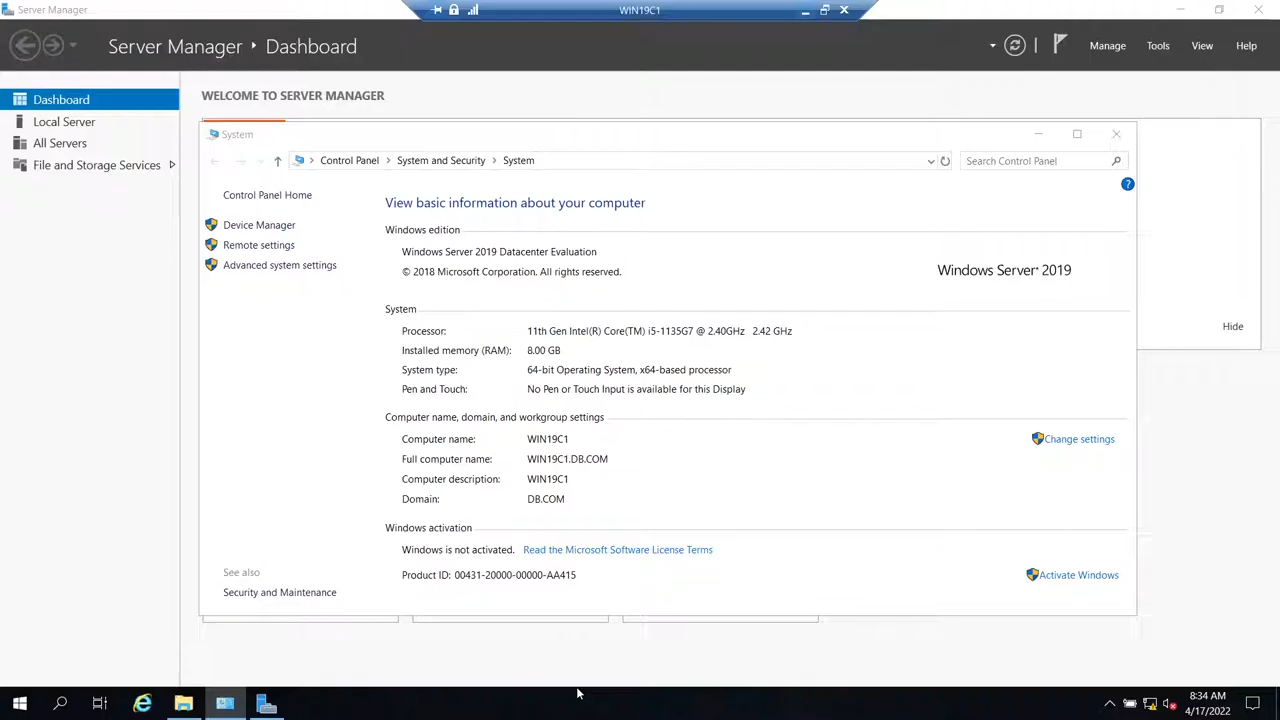 Server Manager
WIN19C1
Server Manager ‣ Dashboard
Manage Tools View Help
Dashboard
Local Server
All Servers
File and Storage Services
WELCOME TO SERVER MANAGER
System
Control Panel > System and Security > System
Search Control Panel
Control Panel Home
Device Manager
Remote settings
Advanced system settings
View basic information about your computer
Windows edition
Windows Server 2019 Datacenter Evaluation
© 2018 Microsoft Corporation. All rights reserved.
Windows Server® 2019
System
Processor: 11th Gen Intel(R) Core(TM) i5-1135G7 @ 2.40GHz 2.42 GHz
Installed memory (RAM): 8.00 GB
System type: 64-bit Operating System, x64-based processor
Pen and Touch: No Pen or Touch Input is available for this Display
Hide
Computer name, domain, and workgroup settings
Computer name: WIN19C1
Change settings
Full computer name: WIN19C1.DB.COM
Computer description: WIN19C1
Domain: DB.COM
Windows activation
Windows is not activated. Read the Microsoft Software License Terms
Product ID: 00431-20000-00000-AA415
Activate Windows
See also
Security and Maintenance
8:34 AM
4/17/2022